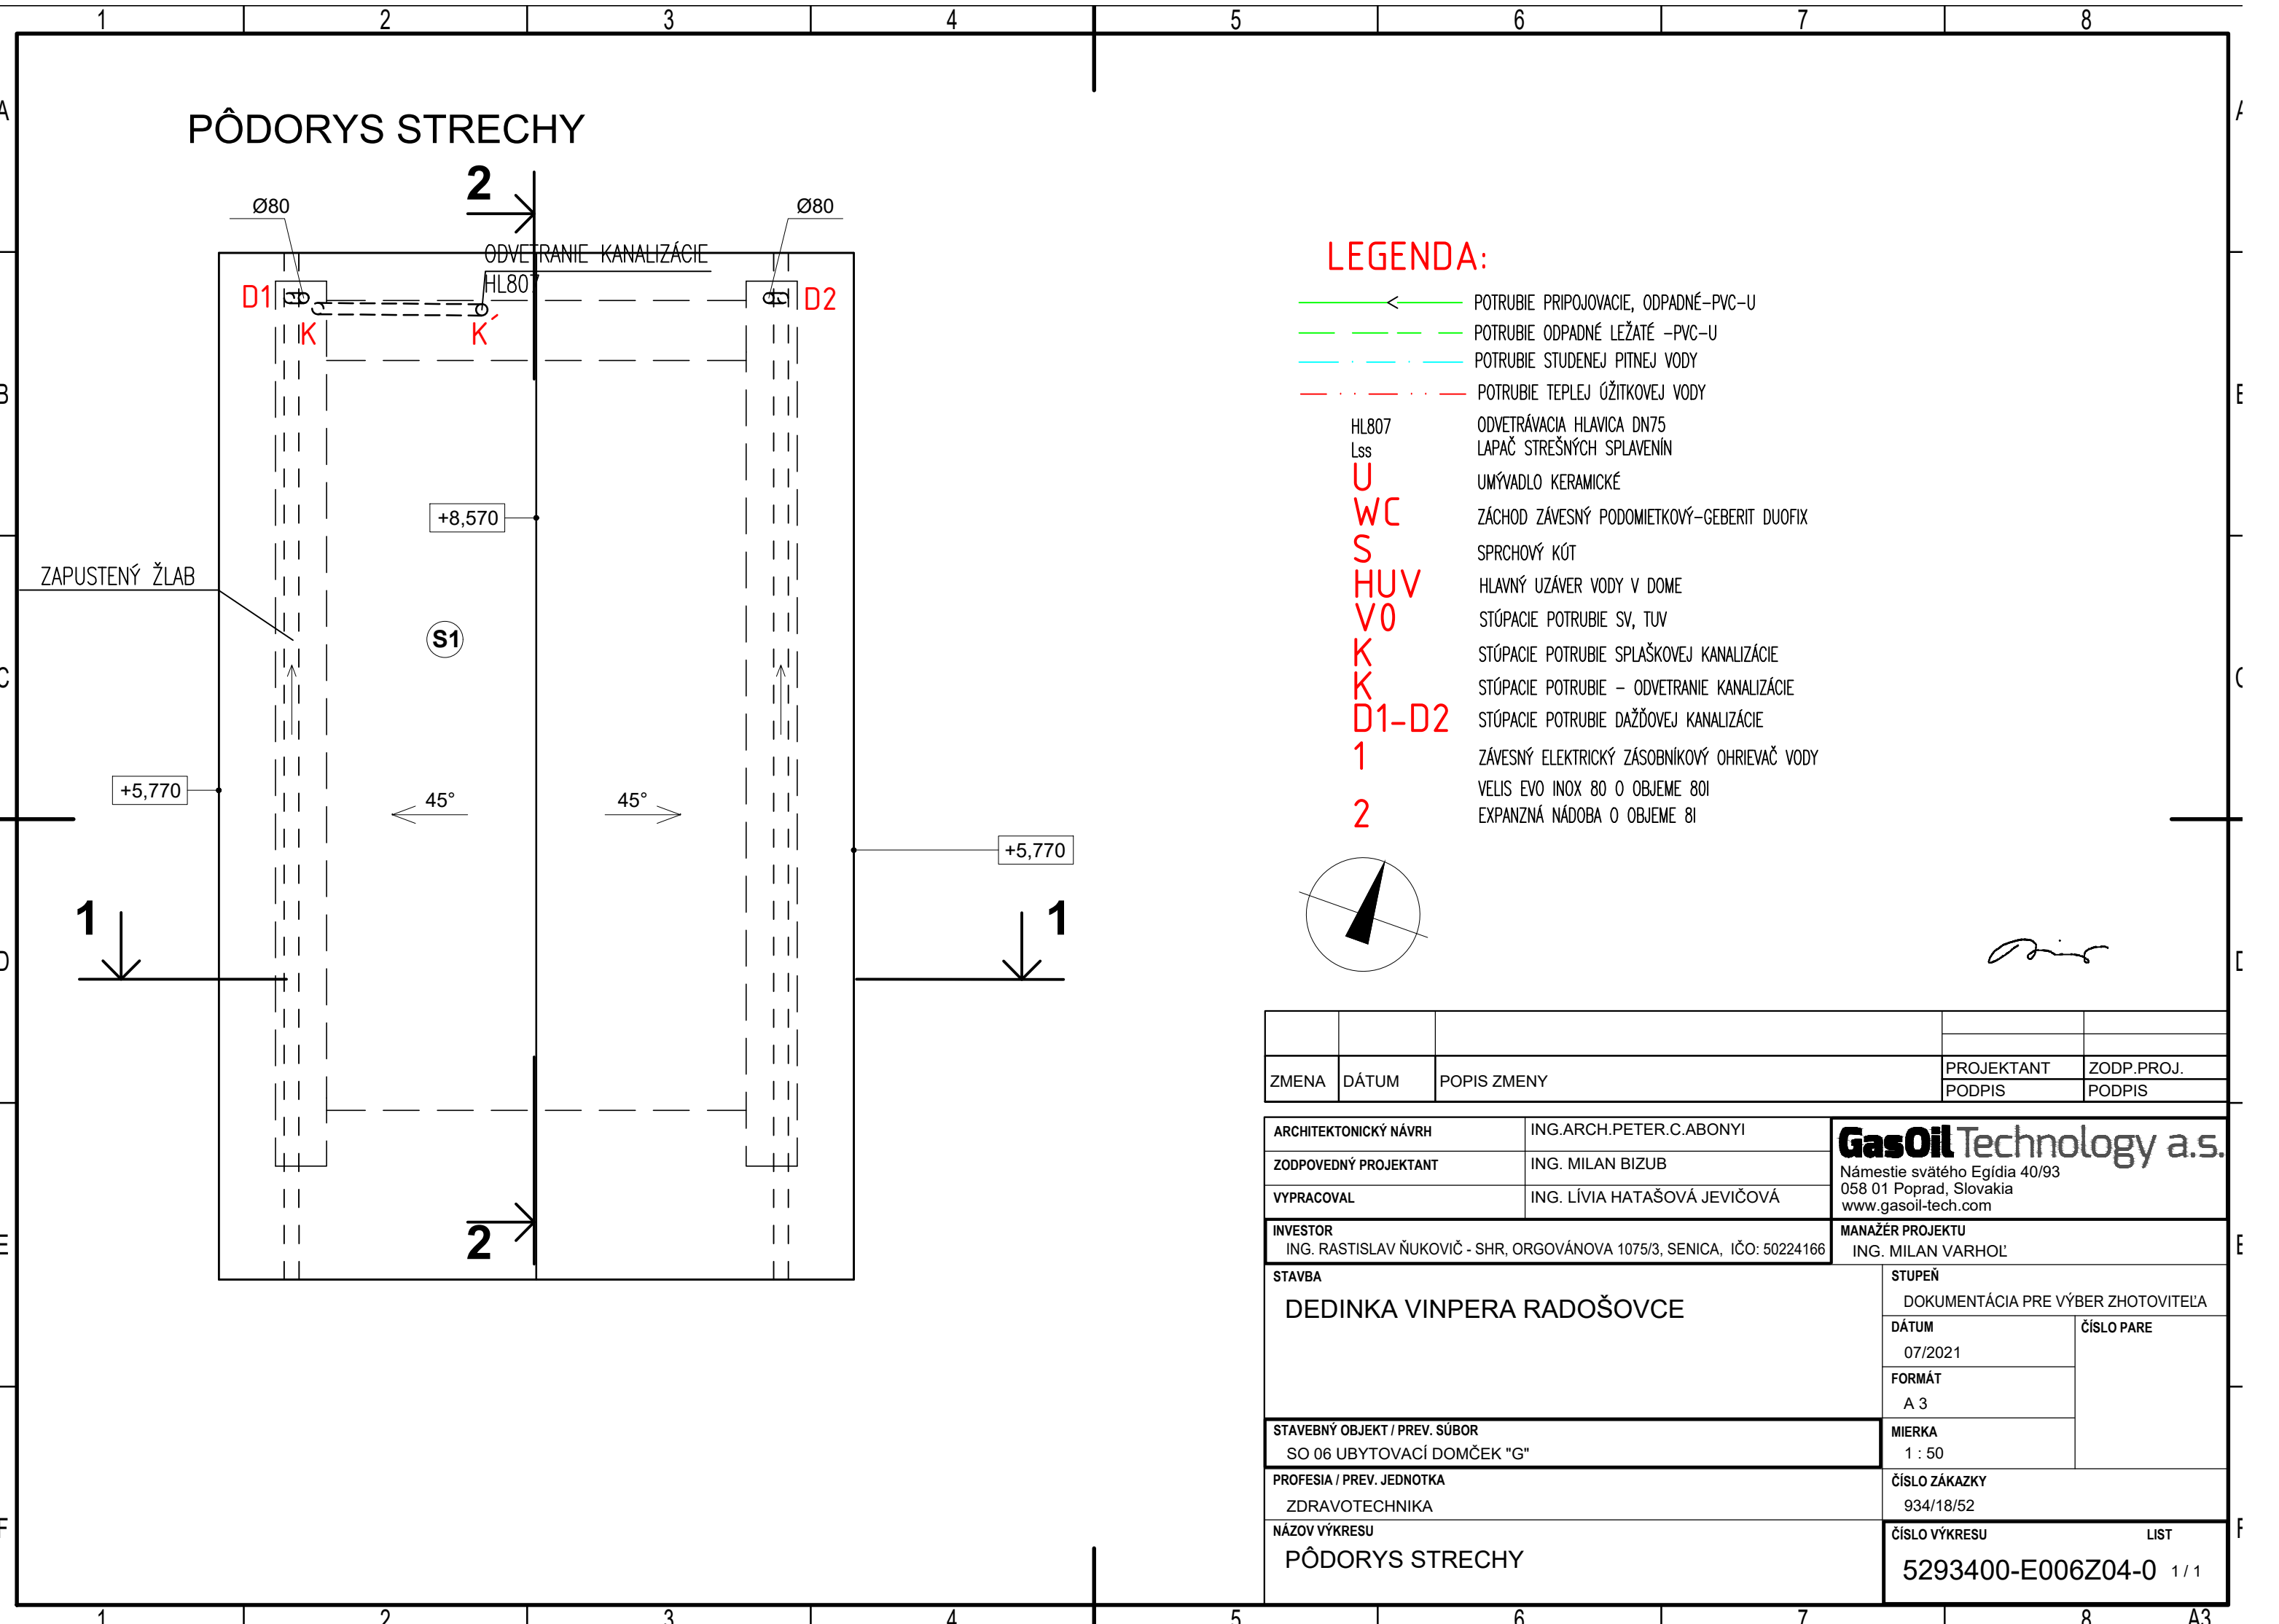 1 2 3 4 5 6 7 8
A A
PÔDORYS STRECHY
2
Ø80 Ø80
ODVETRANIE KANALIZÁCIE
HL807
D1 D2
K K´
B
+8,570
ZAPUSTENÝ ŽLAB
S1
C
+5,770
45° 45°
+5,770
1 1
D
2
E
F
LEGENDA:
POTRUBIE PRIPOJOVACIE, ODPADNÉ-PVC-U
POTRUBIE ODPADNÉ LEŽATÉ -PVC-U
POTRUBIE STUDENEJ PITNEJ VODY
POTRUBIE TEPLEJ ÚŽITKOVEJ VODY
HL807 ODVETRÁVACIA HLAVICA DN75
Lss LAPAČ STREŠNÝCH SPLAVENÍN
U UMÝVADLO KERAMICKÉ
WC ZÁCHOD ZÁVESNÝ PODOMIETKOVÝ-GEBERIT DUOFIX
S SPRCHOVÝ KÚT
HUV HLAVNÝ UZÁVER VODY V DOME
V0 STÚPACIE POTRUBIE SV, TUV
K STÚPACIE POTRUBIE SPLAŠKOVEJ KANALIZÁCIE
K STÚPACIE POTRUBIE - ODVETRANIE KANALIZÁCIE
D1-D2 STÚPACIE POTRUBIE DAŽĎOVEJ KANALIZÁCIE
1 ZÁVESNÝ ELEKTRICKÝ ZÁSOBNÍKOVÝ OHRIEVAČ VODY
VELIS EVO INOX 80 O OBJEME 80l
2 EXPANZNÁ NÁDOBA O OBJEME 8l
ZMENA DÁTUM POPIS ZMENY PROJEKTANT ZODP.PROJ.
PODPIS PODPIS
ARCHITEKTONICKÝ NÁVRH ING.ARCH.PETER.C.ABONYI
ZODPOVEDNÝ PROJEKTANT ING. MILAN BIZUB
VYPRACOVAL ING. LÍVIA HATAŠOVÁ JEVIČOVÁ
GasOil Technology a.s.
Námestie svätého Egídia 40/93
058 01 Poprad, Slovakia
www.gasoil-tech.com
INVESTOR
ING. RASTISLAV ŇUKOVIČ - SHR, ORGOVÁNOVA 1075/3, SENICA, IČO: 50224166
MANAŽÉR PROJEKTU
ING. MILAN VARHOĽ
STAVBA
DEDINKA VINPERA RADOŠOVCE
STUPEŇ
DOKUMENTÁCIA PRE VÝBER ZHOTOVITEĽA
DÁTUM
07/2021
ČÍSLO PARE
FORMÁT
A 3
STAVEBNÝ OBJEKT / PREV. SÚBOR
SO 06 UBYTOVACÍ DOMČEK "G"
MIERKA
1 : 50
PROFESIA / PREV. JEDNOTKA
ZDRAVOTECHNIKA
ČÍSLO ZÁKAZKY
934/18/52
NÁZOV VÝKRESU
PÔDORYS STRECHY
ČÍSLO VÝKRESU LIST
5293400-E006Z04-0 1 / 1
1 2 3 4 5 6 7 8 A3